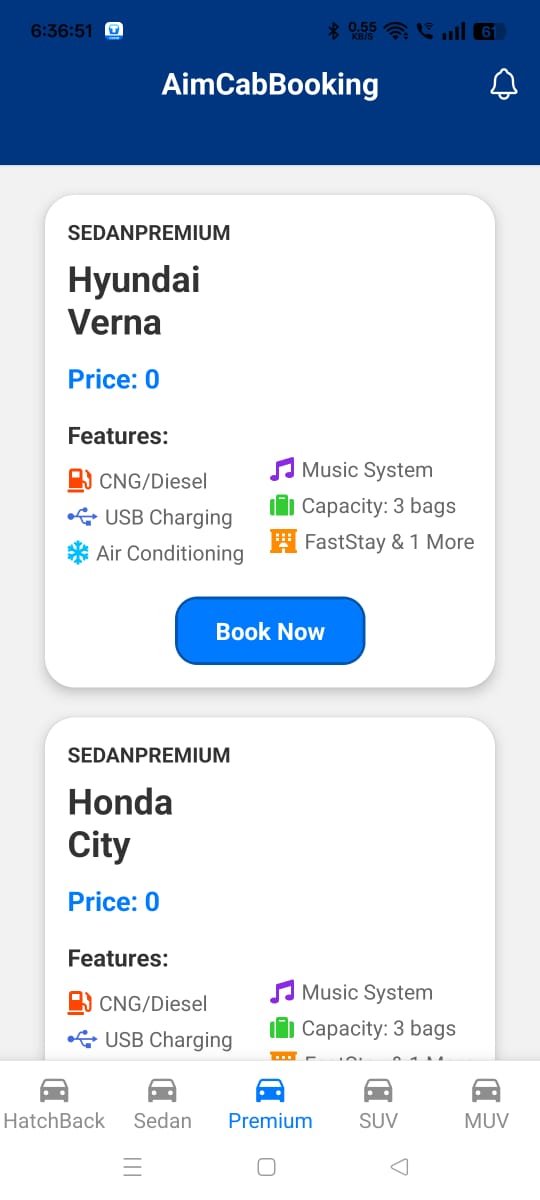 6:36:51
0.55
KB/S
61
AimCabBooking
SEDANPREMIUM
Hyundai
Verna
Price: 0
Features:
CNG/Diesel
USB Charging
Air Conditioning
Music System
Capacity: 3 bags
FastStay & 1 More
Book Now
SEDANPREMIUM
Honda
City
Price: 0
Features:
CNG/Diesel
USB Charging
Music System
Capacity: 3 bags
HatchBack
Sedan
Premium
SUV
MUV